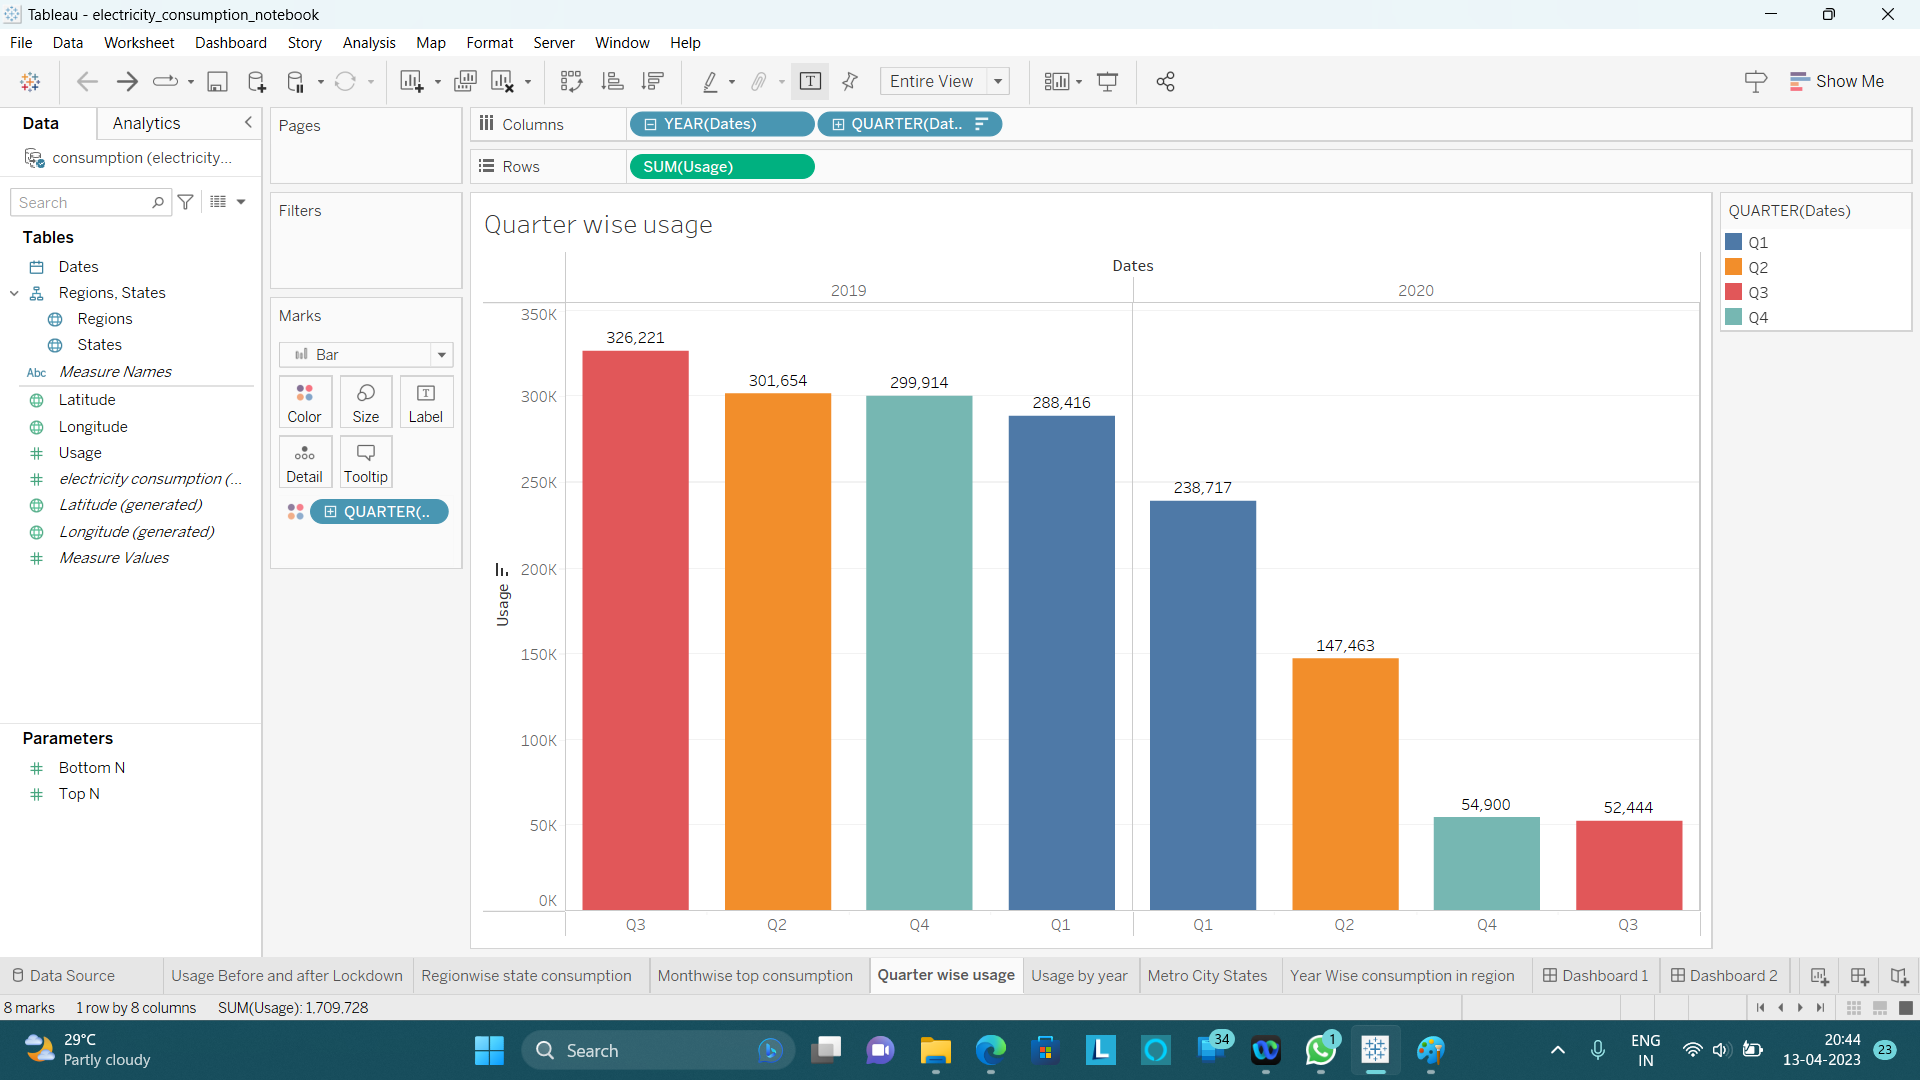 Tableau - electricity_consumption_notebook
File Data Worksheet Dashboard Story Analysis Map Format Server Window Help
Entire View
Show Me
Data Analytics
consumption (electricity...
Search
Tables
Dates
Regions, States
Regions
States
Abc Measure Names
Latitude
Longitude
Usage
electricity consumption (...
Latitude (generated)
Longitude (generated)
Measure Values
Parameters
Bottom N
Top N
Pages
Filters
Marks
Bar
Color Size Label
Detail Tooltip
QUARTER(..
Columns YEAR(Dates) QUARTER(Dat..
Rows SUM(Usage)
Quarter wise usage
Dates
2019 2020
Usage
350K
300K
250K
200K
150K
100K
50K
0K
326,221
301,654
299,914
288,416
238,717
147,463
54,900
52,444
Q3 Q2 Q4 Q1 Q1 Q2 Q4 Q3
QUARTER(Dates)
Q1
Q2
Q3
Q4
Data Source Usage Before and after Lockdown Regionwise state consumption Monthwise top consumption Quarter wise usage Usage by year Metro City States Year Wise consumption in region Dashboard 1 Dashboard 2
8 marks 1 row by 8 columns SUM(Usage): 1,709,728
29°C
Partly cloudy
Search
L
34
1
ENG
IN
20:44
13-04-2023
23